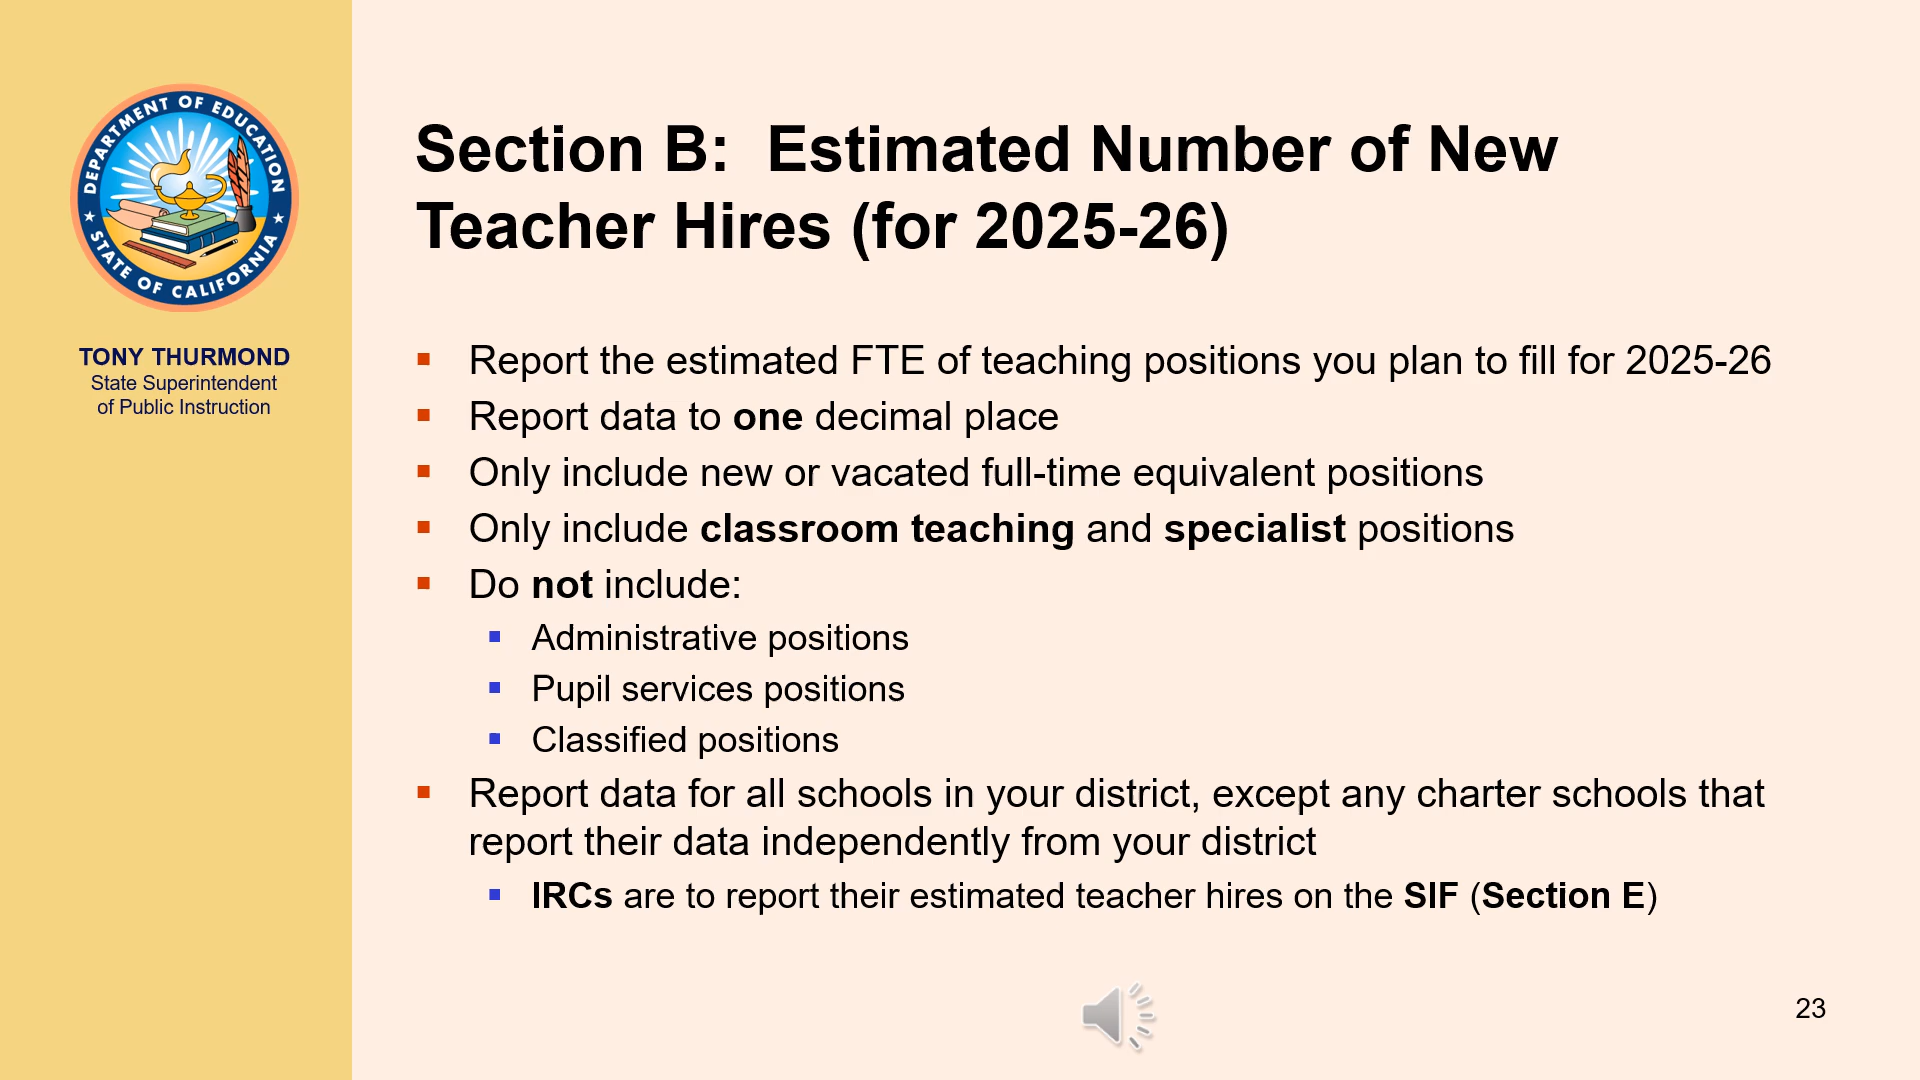 DEPARTMENT OF EDUCATION
STATE OF CALIFORNIA
TONY THURMOND
State Superintendent
of Public Instruction
Section B:  Estimated Number of New
Teacher Hires (for 2025-26)
Report the estimated FTE of teaching positions you plan to fill for 2025-26
Report data to one decimal place
Only include new or vacated full-time equivalent positions
Only include classroom teaching and specialist positions
Do not include:
Administrative positions
Pupil services positions
Classified positions
Report data for all schools in your district, except any charter schools that
report their data independently from your district
IRCs are to report their estimated teacher hires on the SIF (Section E)
23